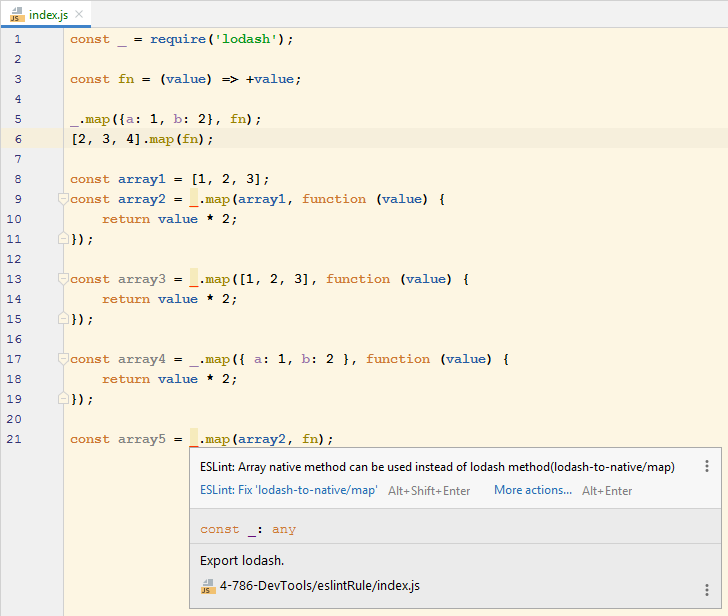 index.js
1 const _ = require('lodash');
2
3 const fn = (value) => +value;
4
5 _.map({a: 1, b: 2}, fn);
6 [2, 3, 4].map(fn);
7
8 const array1 = [1, 2, 3];
9 const array2 = _.map(array1, function (value) {
10 return value * 2;
11 });
12
13 const array3 = _.map([1, 2, 3], function (value) {
14 return value * 2;
15 });
16
17 const array4 = _.map({ a: 1, b: 2 }, function (value) {
18 return value * 2;
19 });
20
21 const array5 = _.map(array2, fn);
ESLint: Array native method can be used instead of lodash method(lodash-to-native/map)
ESLint: Fix 'lodash-to-native/map' Alt+Shift+Enter More actions... Alt+Enter
const _: any
Export lodash.
JS 4-786-DevTools/eslintRule/index.js